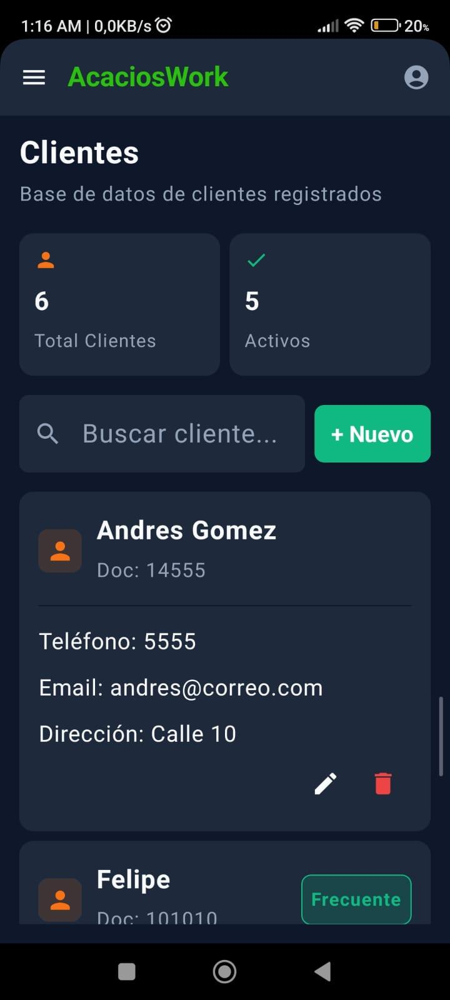 1:16 AM | 0,0KB/s
20%
AcaciosWork
Clientes
Base de datos de clientes registrados
6
Total Clientes
5
Activos
Buscar cliente...
+ Nuevo
Andres Gomez
Doc: 14555
Teléfono: 5555
Email: andres@correo.com
Dirección: Calle 10
Felipe
Frecuente
Doc: 101010